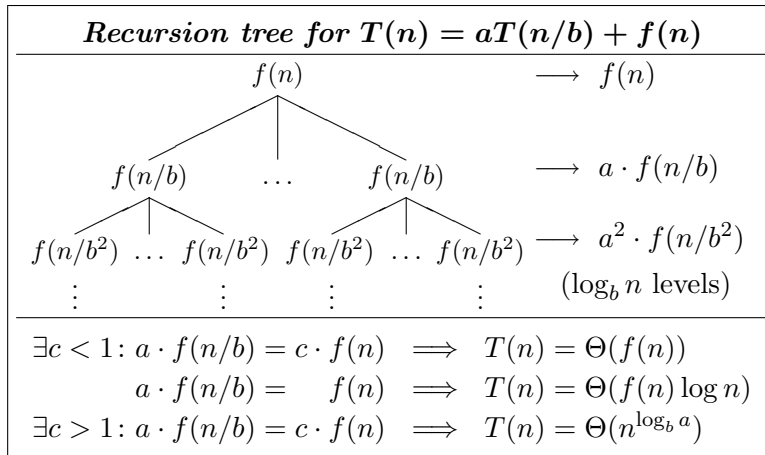 Recursion tree for T(n) = aT(n/b) + f(n)
f(n) ⟶ f(n)
f(n/b) ... f(n/b) ⟶ a · f(n/b)
f(n/b²) ... f(n/b²) f(n/b²) ... f(n/b²) ⟶ a² · f(n/b²)
⋮ ⋮ ⋮ ⋮ (log_b n levels)
∃c < 1: a · f(n/b) = c · f(n) ⟹ T(n) = Θ(f(n))
a · f(n/b) = f(n) ⟹ T(n) = Θ(f(n) log n)
∃c > 1: a · f(n/b) = c · f(n) ⟹ T(n) = Θ(n^{log_b a})